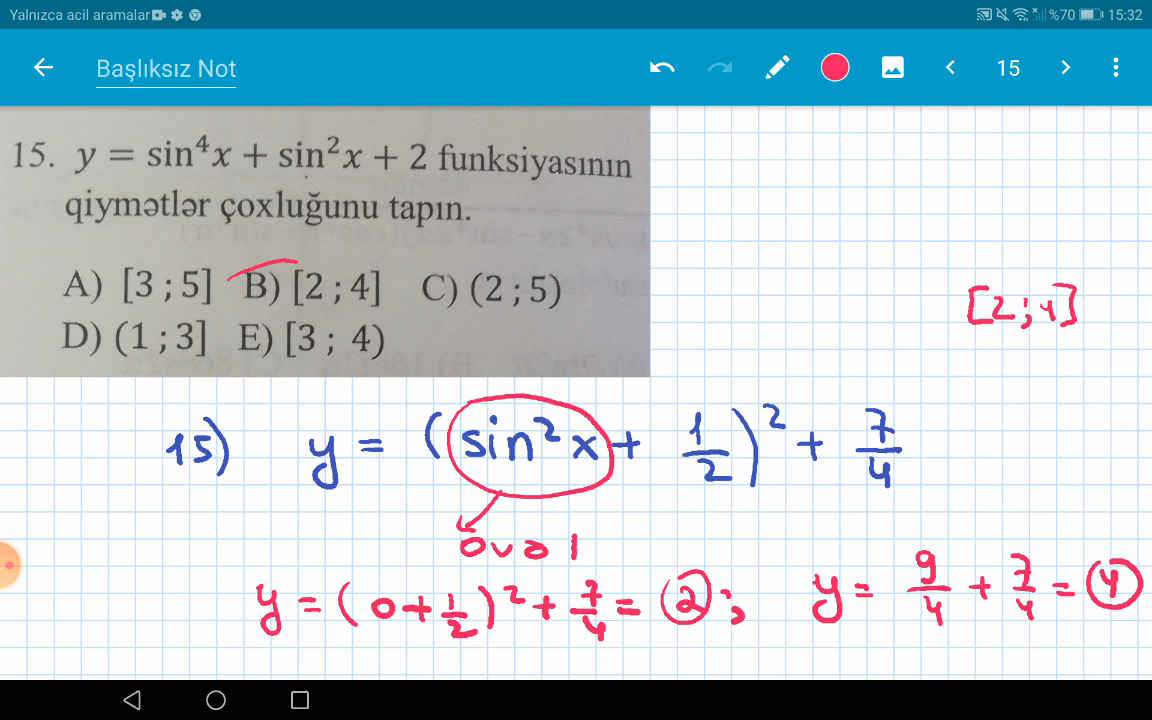 Yalnızca acil aramalar %70 15:32
Başlıksız Not 15
15. y = sin⁴x + sin²x + 2 funksiyasının
qiymətlər çoxluğunu tapın.
A) [3 ; 5] B) [2 ; 4] C) (2 ; 5)
D) (1 ; 3] E) [3 ; 4)
[2 ; 4]
15) y = (sin²x + 1/2)² + 7/4
0 və 1
y = (0 + 1/2)² + 7/4 = 2 ; y = 9/4 + 7/4 = 4